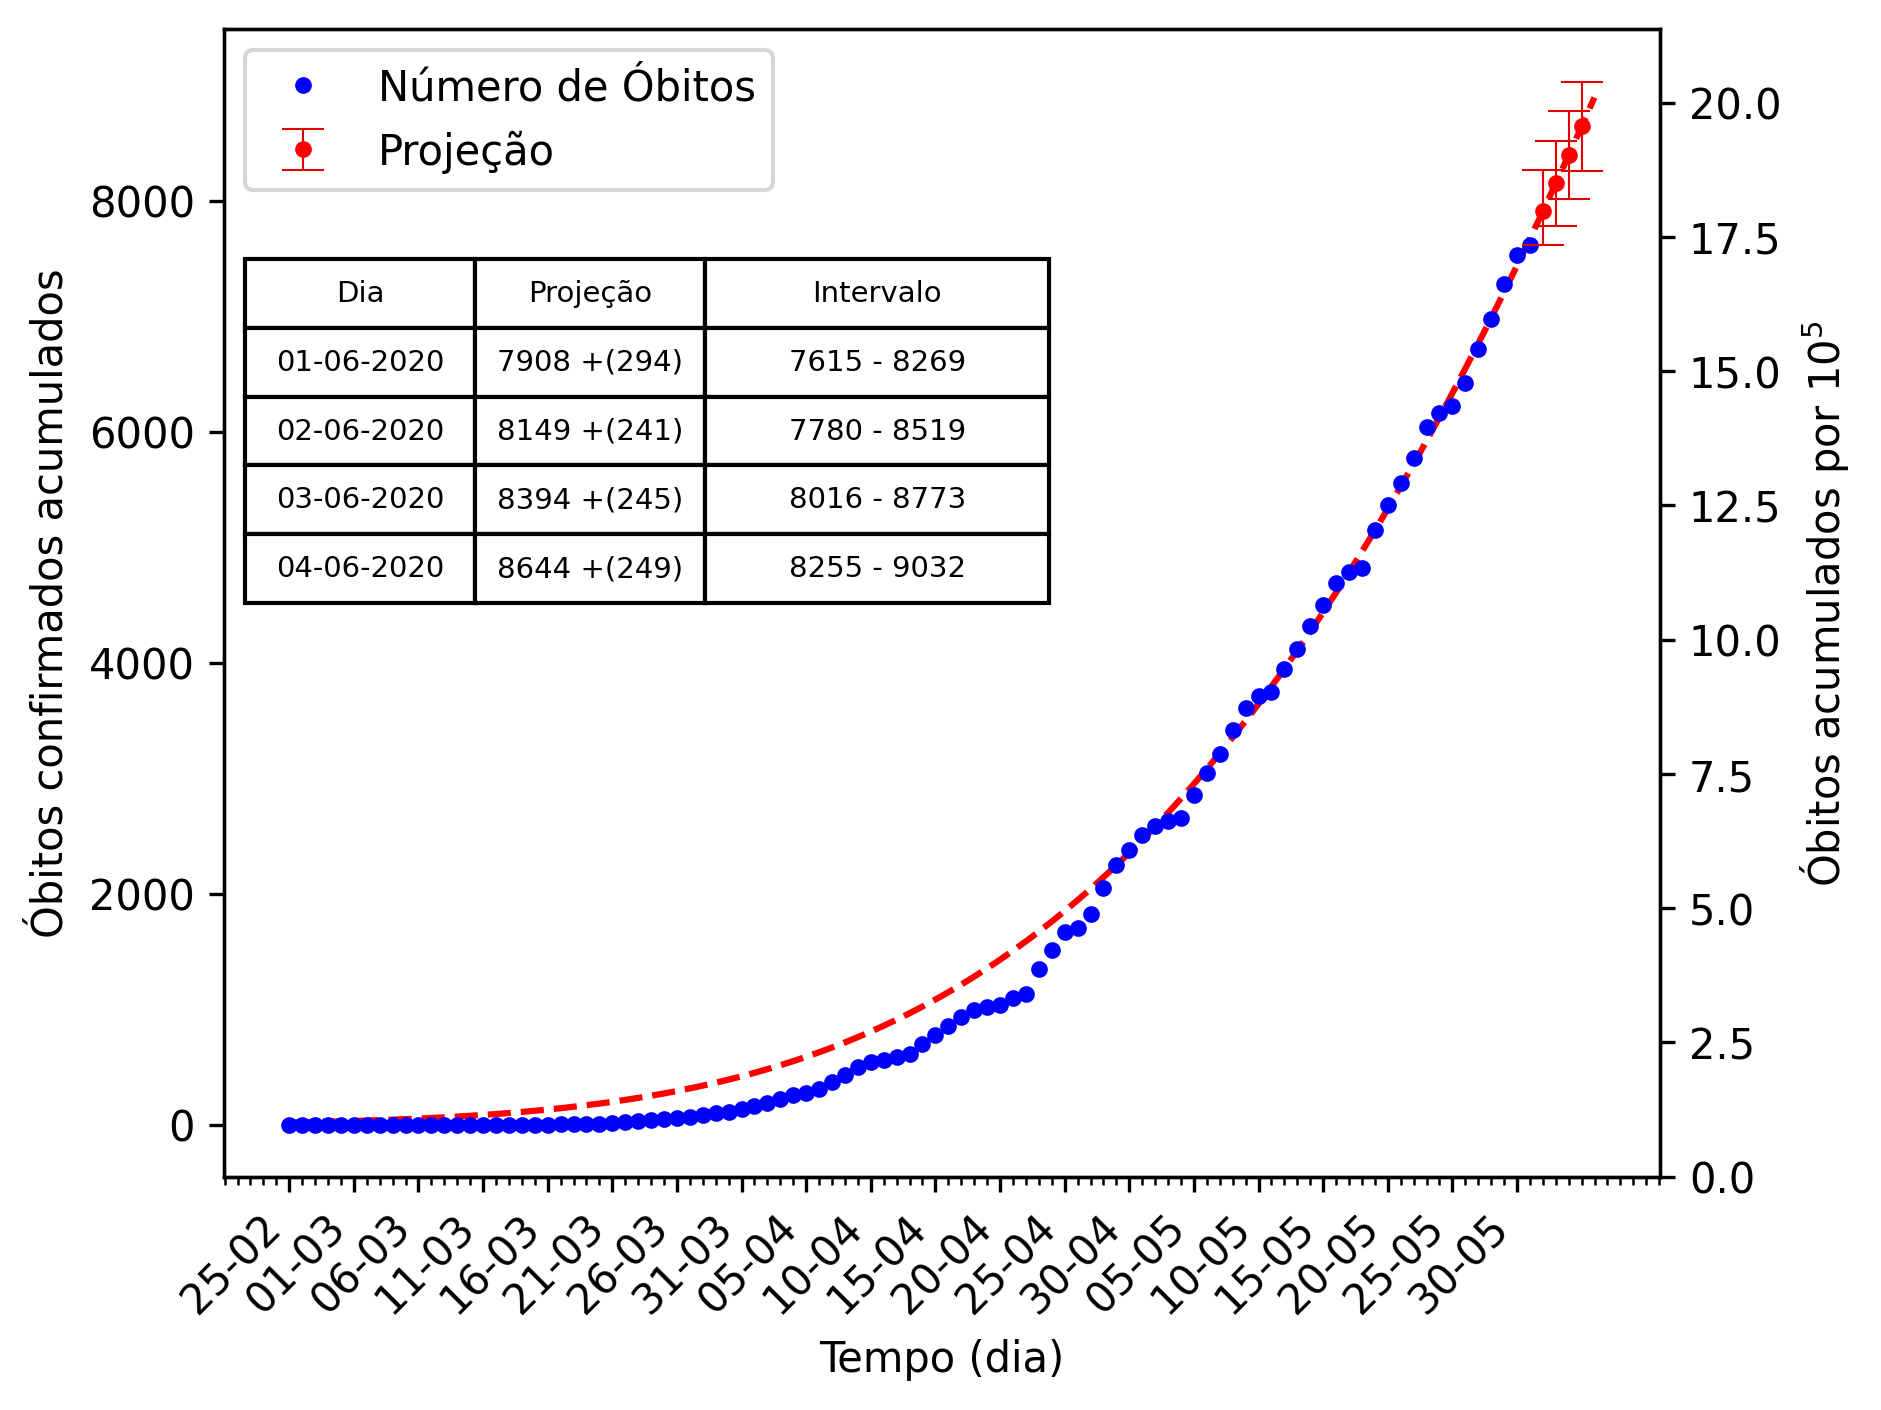 Número de Óbitos
Projeção
Dia Projeção Intervalo
01-06-2020 7908 +(294) 7615 - 8269
02-06-2020 8149 +(241) 7780 - 8519
03-06-2020 8394 +(245) 8016 - 8773
04-06-2020 8644 +(249) 8255 - 9032
Óbitos confirmados acumulados
8000
6000
4000
2000
0
20.0
17.5
15.0
12.5
10.0
7.5
5.0
2.5
0.0
Óbitos acumulados por 10⁵
25-02 01-03 06-03 11-03 16-03 21-03 26-03 31-03 05-04 10-04 15-04 20-04 25-04 30-04 05-05 10-05 15-05 20-05 25-05 30-05
Tempo (dia)